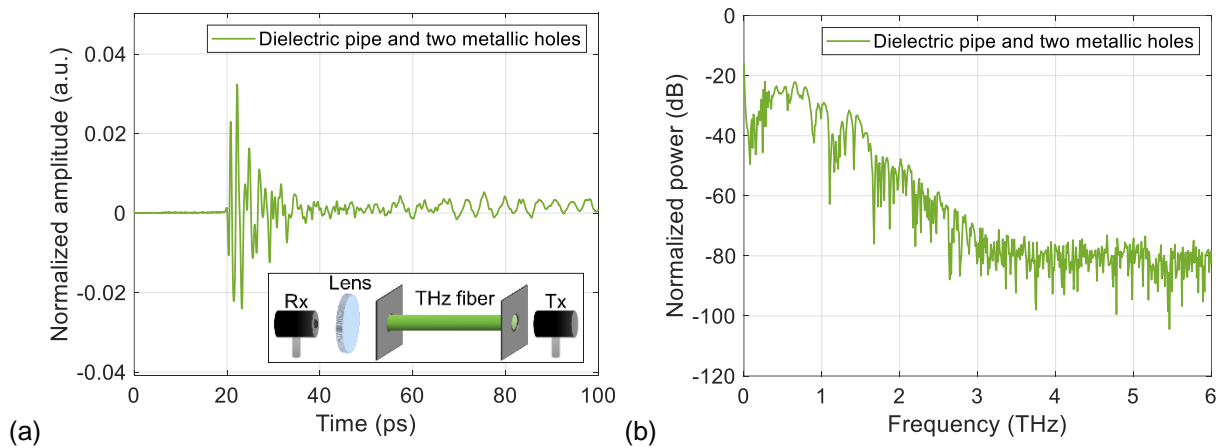 Dielectric pipe and two metallic holes
Normalized amplitude (a.u.)
0.04
0.02
0
-0.02
-0.04
Lens
Rx
THz fiber
Tx
0 20 40 60 80 100
Time (ps)
(a)
Dielectric pipe and two metallic holes
Normalized power (dB)
0
-20
-40
-60
-80
-100
-120
0 1 2 3 4 5 6
Frequency (THz)
(b)